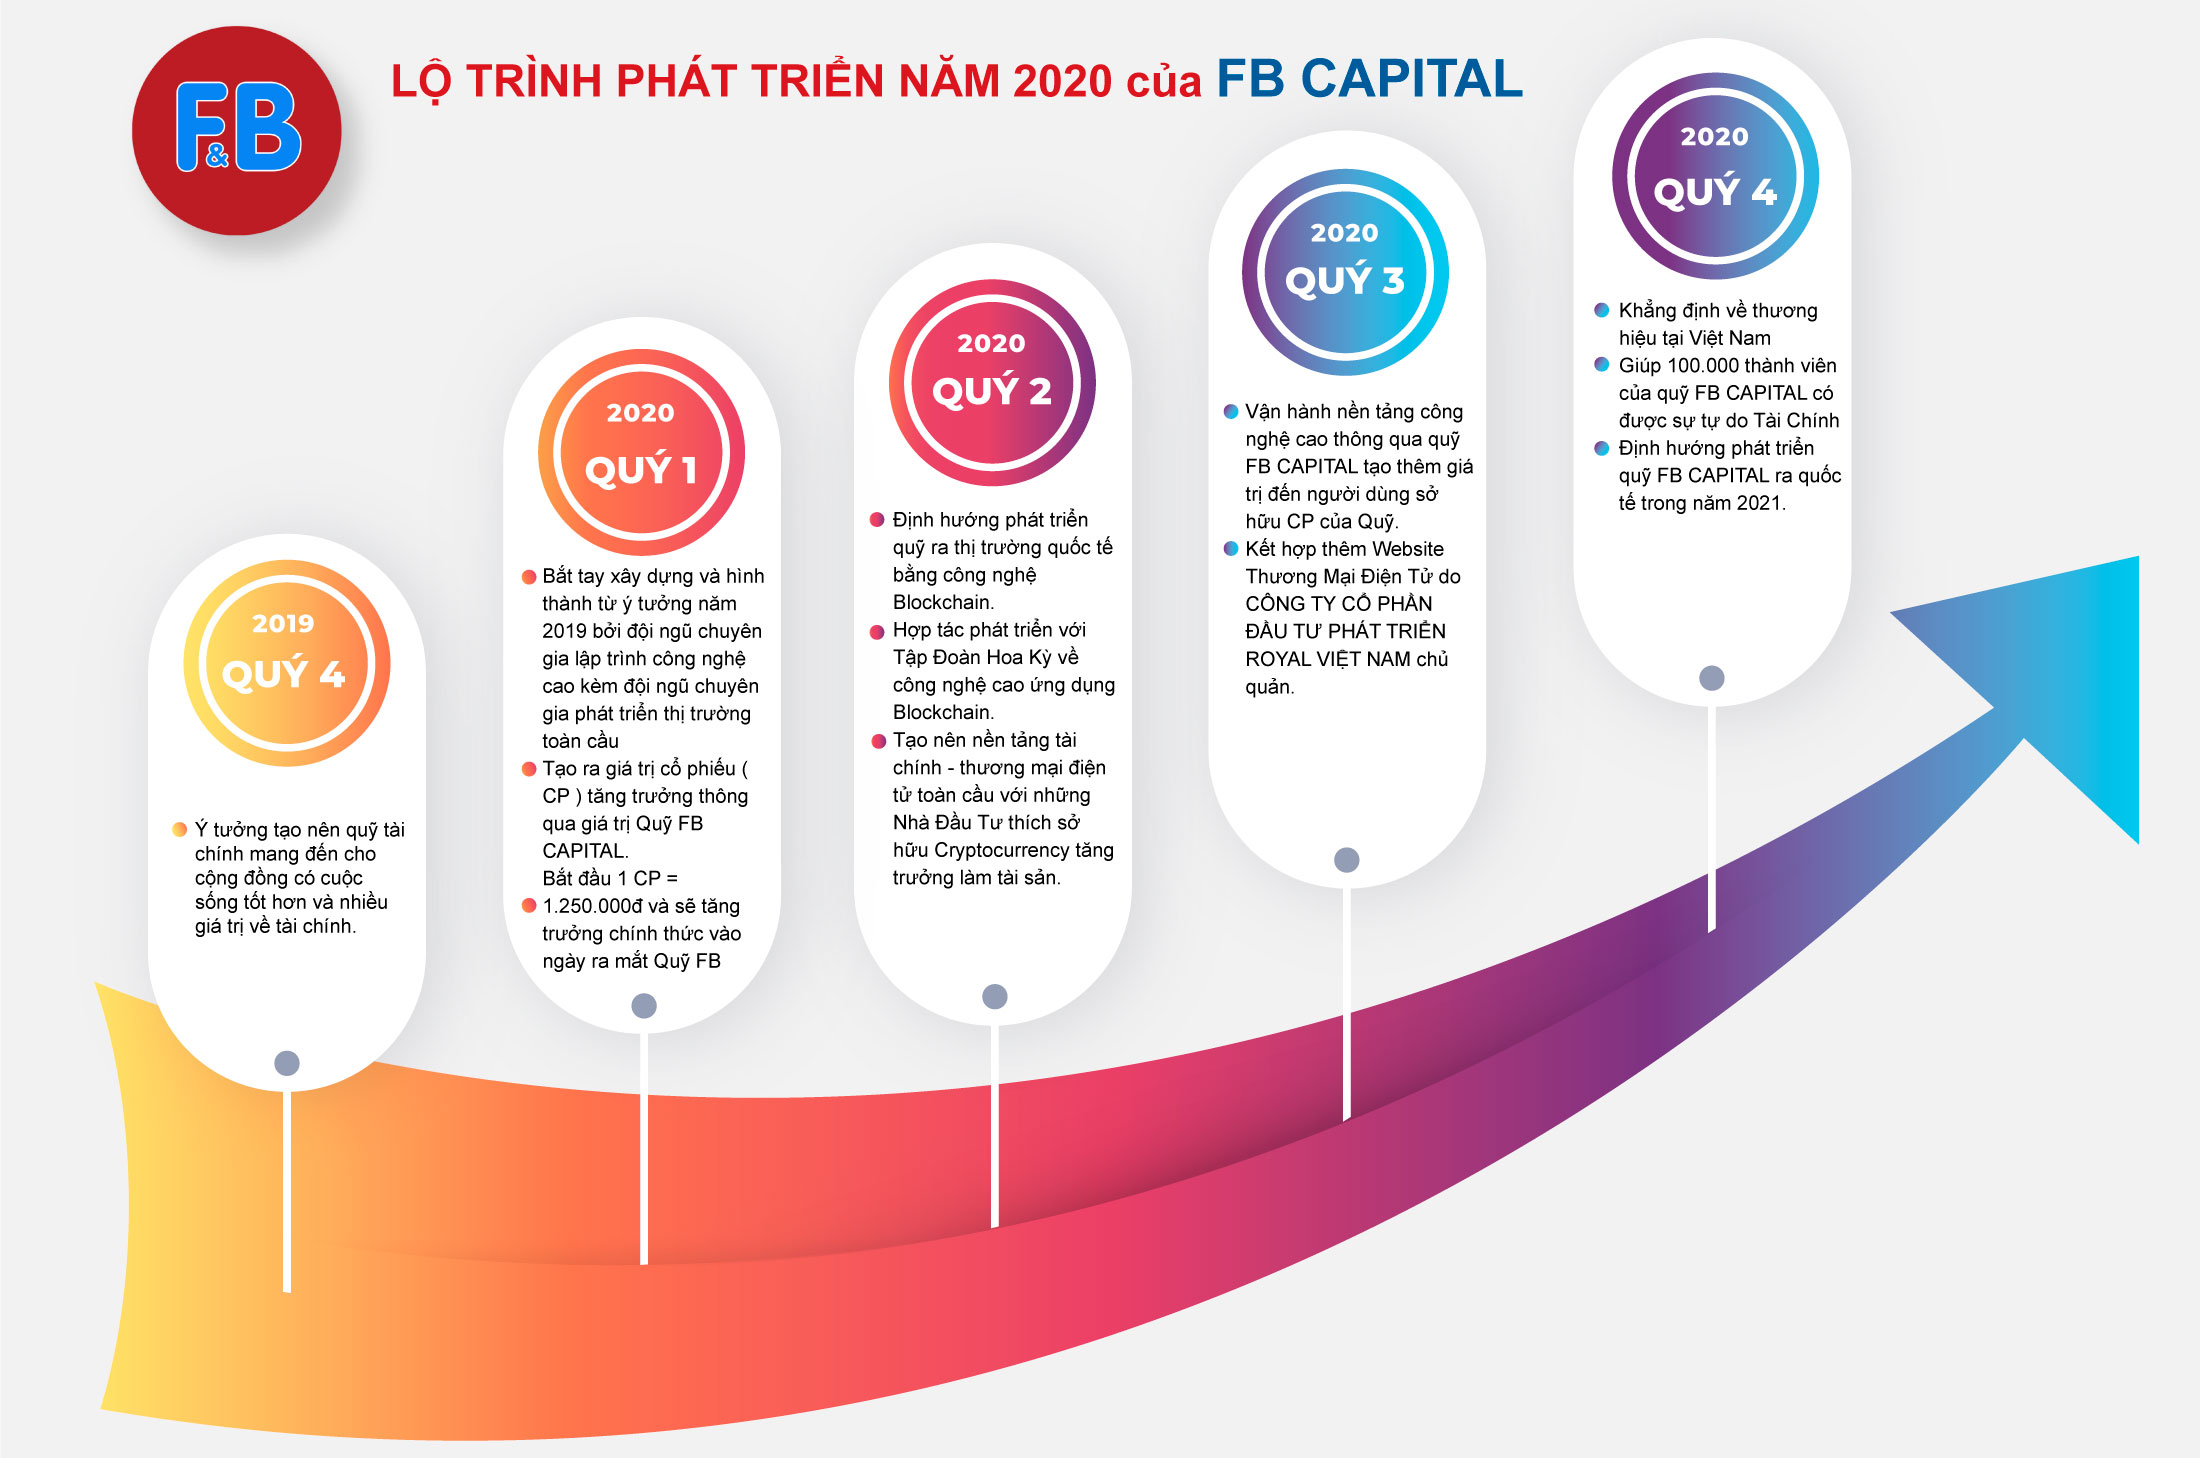 F&B
LỘ TRÌNH PHÁT TRIỂN NĂM 2020 của FB CAPITAL
2019
QUÝ 4
Ý tưởng tạo nên quỹ tài
chính mang đến cho
cộng đồng có cuộc
sống tốt hơn và nhiều
giá trị về tài chính.
2020
QUÝ 1
Bắt tay xây dựng và hình
thành từ ý tưởng năm
2019 bởi đội ngũ chuyên
gia lập trình công nghệ
cao kèm đội ngũ chuyên
gia phát triển thị trường
toàn cầu
Tạo ra giá trị cổ phiếu (
CP ) tăng trưởng thông
qua giá trị Quỹ FB
CAPITAL.
Bắt đầu 1 CP =
1.250.000đ và sẽ tăng
trưởng chính thức vào
ngày ra mắt Quỹ FB
2020
QUÝ 2
Định hướng phát triển
quỹ ra thị trường quốc tế
bằng công nghệ
Blockchain.
Hợp tác phát triển với
Tập Đoàn Hoa Kỳ về
công nghệ cao ứng dụng
Blockchain.
Tạo nên nền tảng tài
chính - thương mại điện
tử toàn cầu với những
Nhà Đầu Tư thích sở
hữu Cryptocurrency tăng
trưởng làm tài sản.
2020
QUÝ 3
Vận hành nền tảng công
nghệ cao thông qua quỹ
FB CAPITAL tạo thêm giá
trị đến người dùng sở
hữu CP của Quỹ.
Kết hợp thêm Website
Thương Mại Điện Tử do
CÔNG TY CỔ PHẦN
ĐẦU TƯ PHÁT TRIỂN
ROYAL VIỆT NAM chủ
quản.
2020
QUÝ 4
Khẳng định về thương
hiệu tại Việt Nam
Giúp 100.000 thành viên
của quỹ FB CAPITAL có
được sự tự do Tài Chính
Định hướng phát triển
quỹ FB CAPITAL ra quốc
tế trong năm 2021.